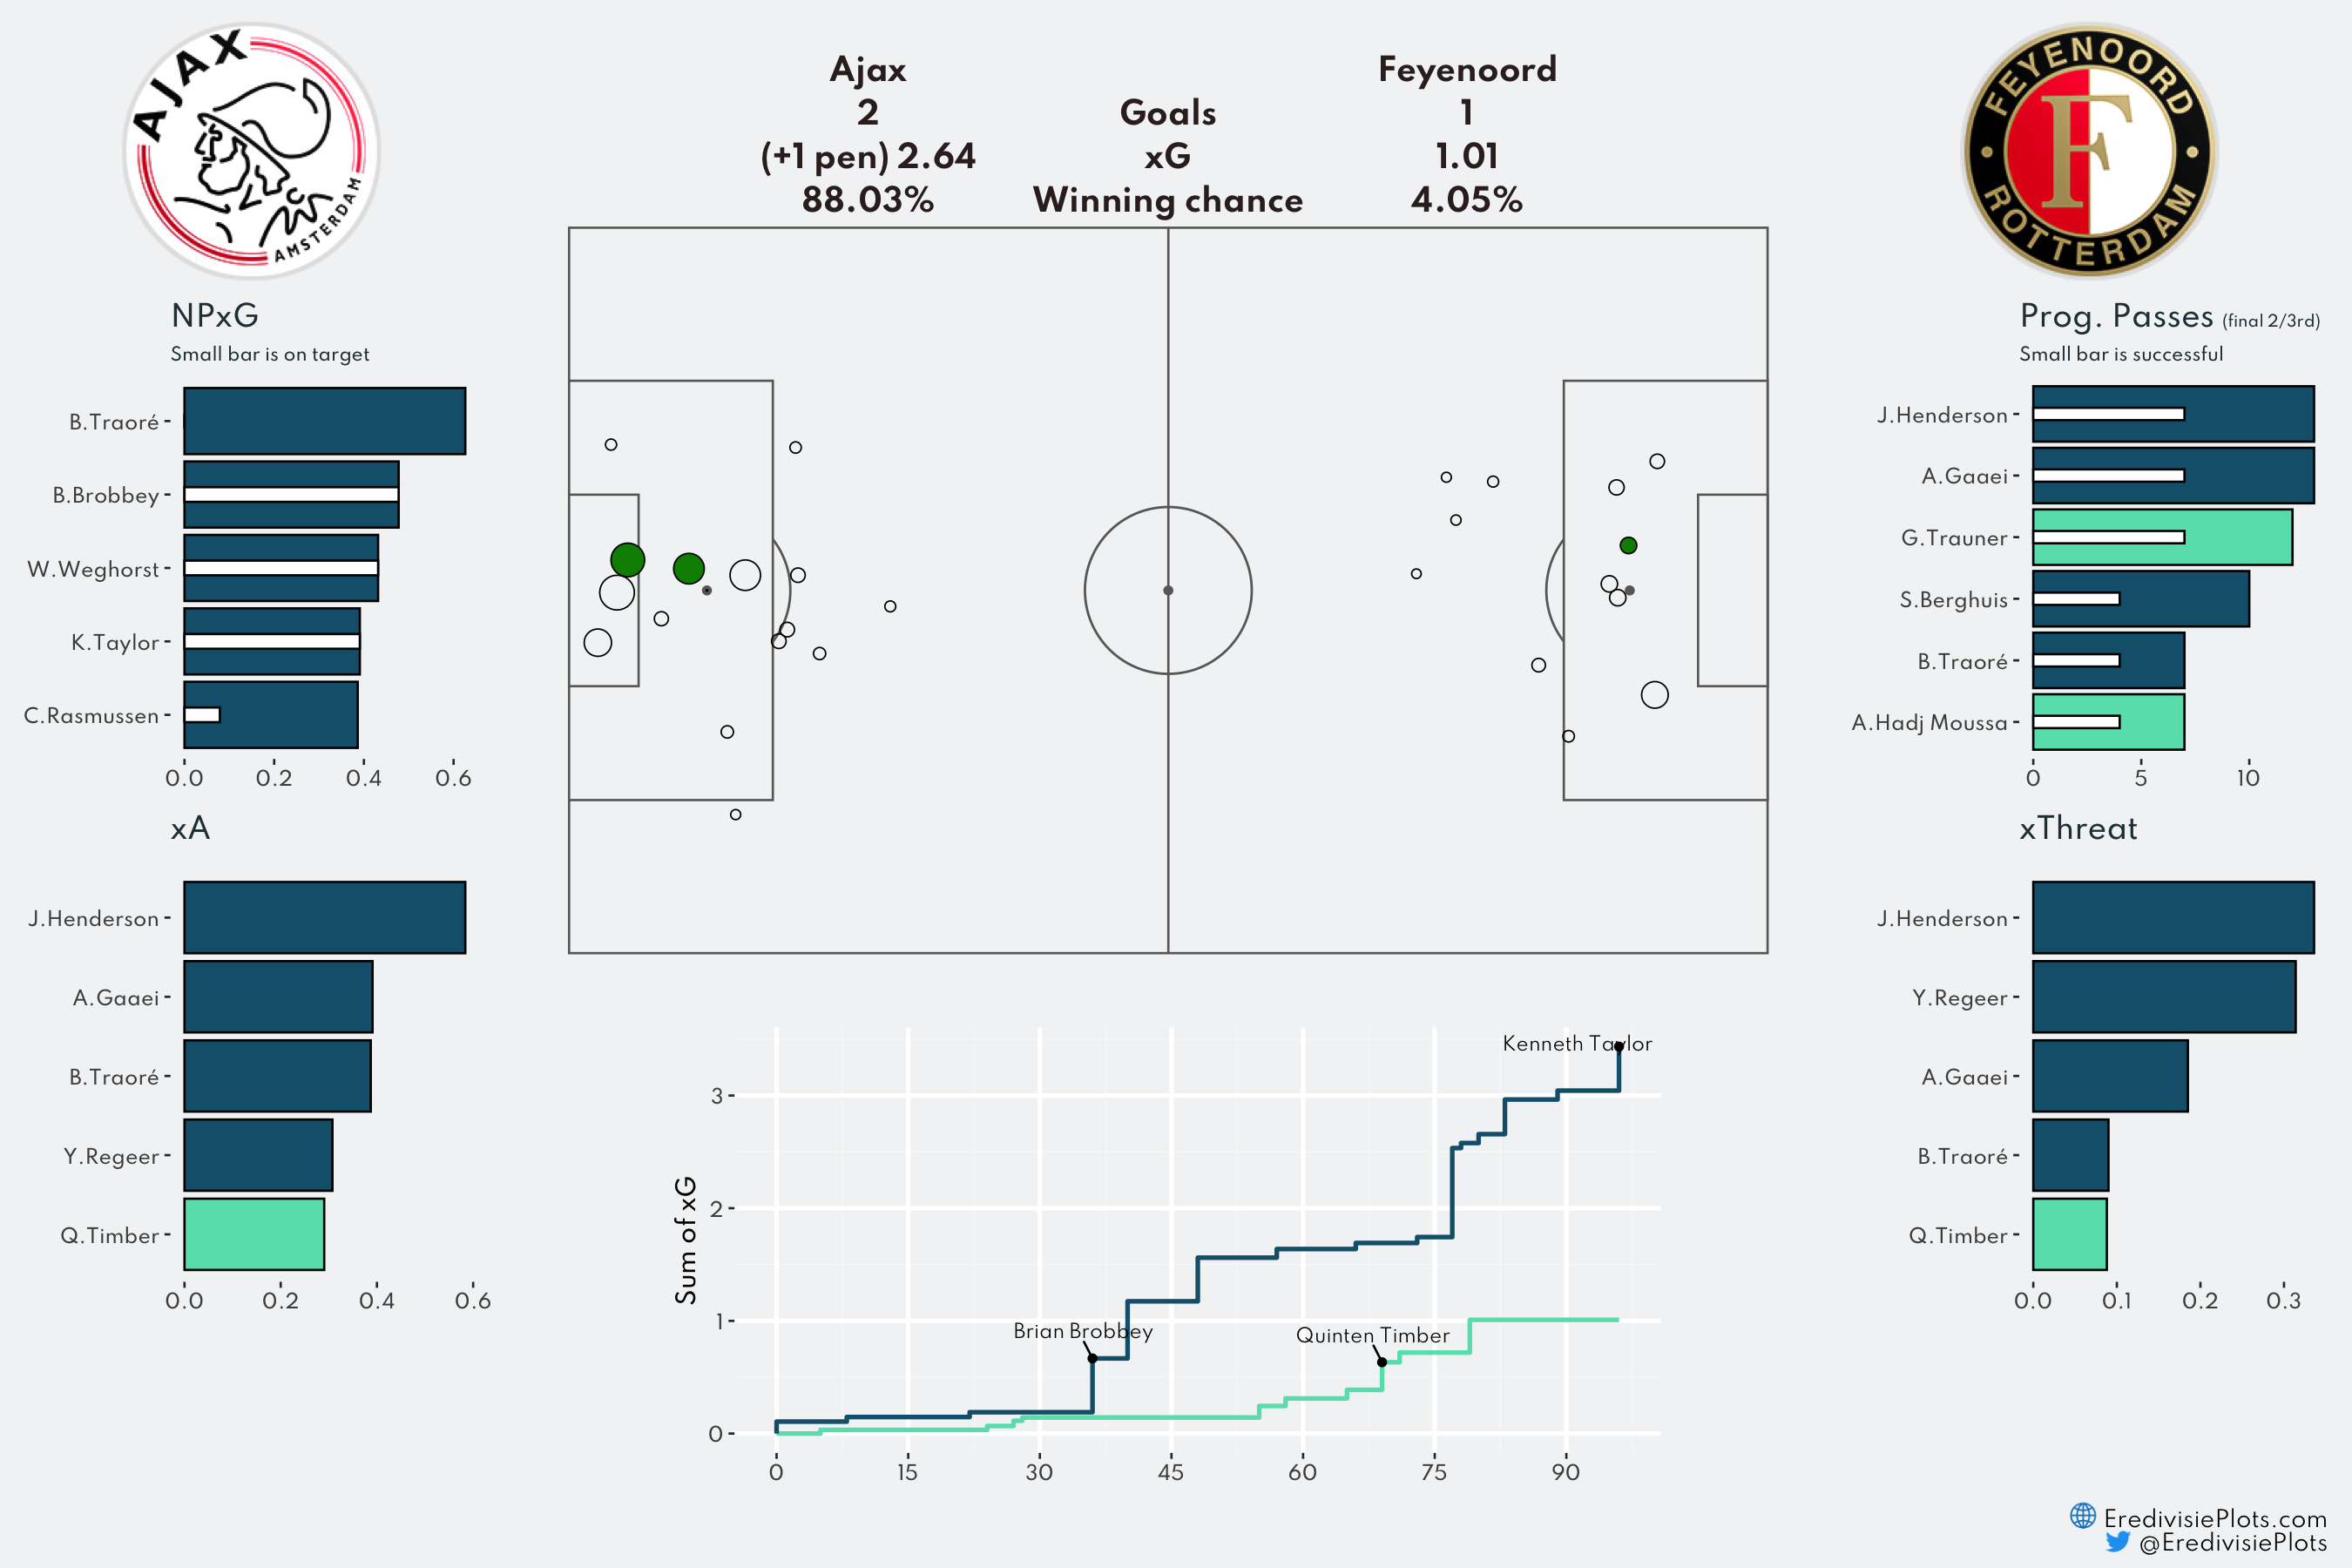 AJAX
AMSTERDAM
Ajax
Feyenoord
2
Goals
1
(+1 pen) 2.64
xG
1.01
88.03%
Winning chance
4.05%
FEYENOORD
F
ROTTERDAM
NPxG
Small bar is on target
B.Traoré
B.Brobbey
W.Weghorst
K.Taylor
C.Rasmussen
0.0 0.2 0.4 0.6
xA
J.Henderson
A.Gaaei
B.Traoré
Y.Regeer
Q.Timber
0.0 0.2 0.4 0.6
Sum of xG
3
2
1
0
Kenneth Taylor
Brian Brobbey
Quinten Timber
0 15 30 45 60 75 90
Prog. Passes (final 2/3rd)
Small bar is successful
J.Henderson
A.Gaaei
G.Trauner
S.Berghuis
B.Traoré
A.Hadj Moussa
0 5 10
xThreat
J.Henderson
Y.Regeer
A.Gaaei
B.Traoré
Q.Timber
0.0 0.1 0.2 0.3
EredivisiePlots.com
@EredivisiePlots